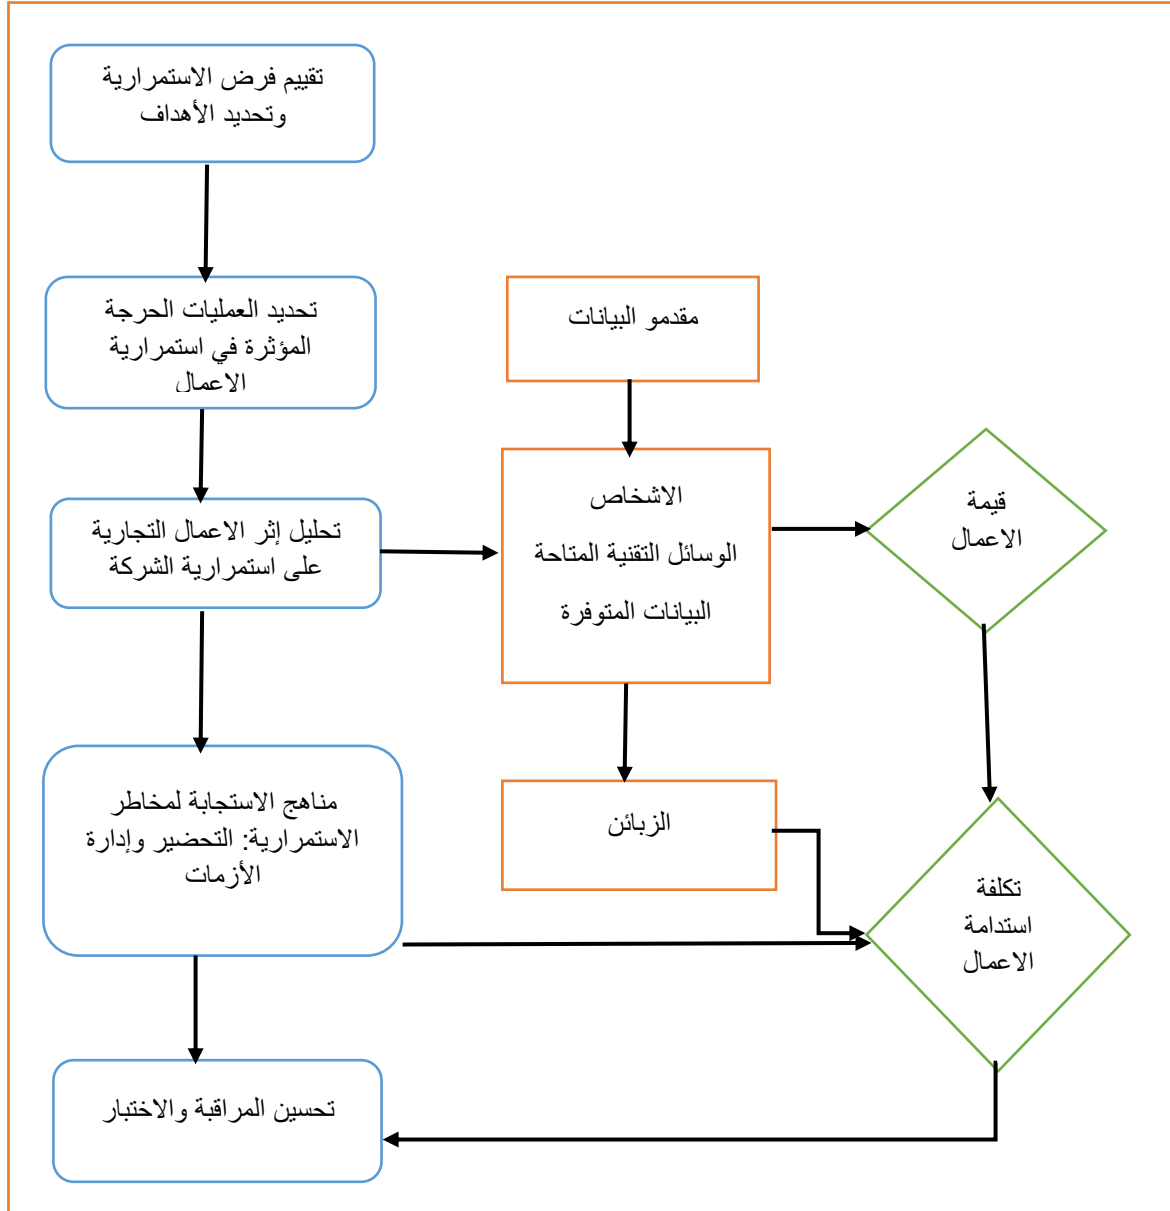 تقييم فرض الاستمرارية
وتحديد الأهداف
تحديد العمليات الحرجة
المؤثرة في استمرارية
الاعمال
مقدمو البيانات
تحليل إثر الاعمال التجارية
على استمرارية الشركة
الاشخاص
الوسائل التقنية المتاحة
البيانات المتوفرة
قيمة
الاعمال
مناهج الاستجابة لمخاطر
الاستمرارية: التحضير وإدارة
الأزمات
الزبائن
تكلفة
استدامة
الاعمال
تحسين المراقبة والاختبار